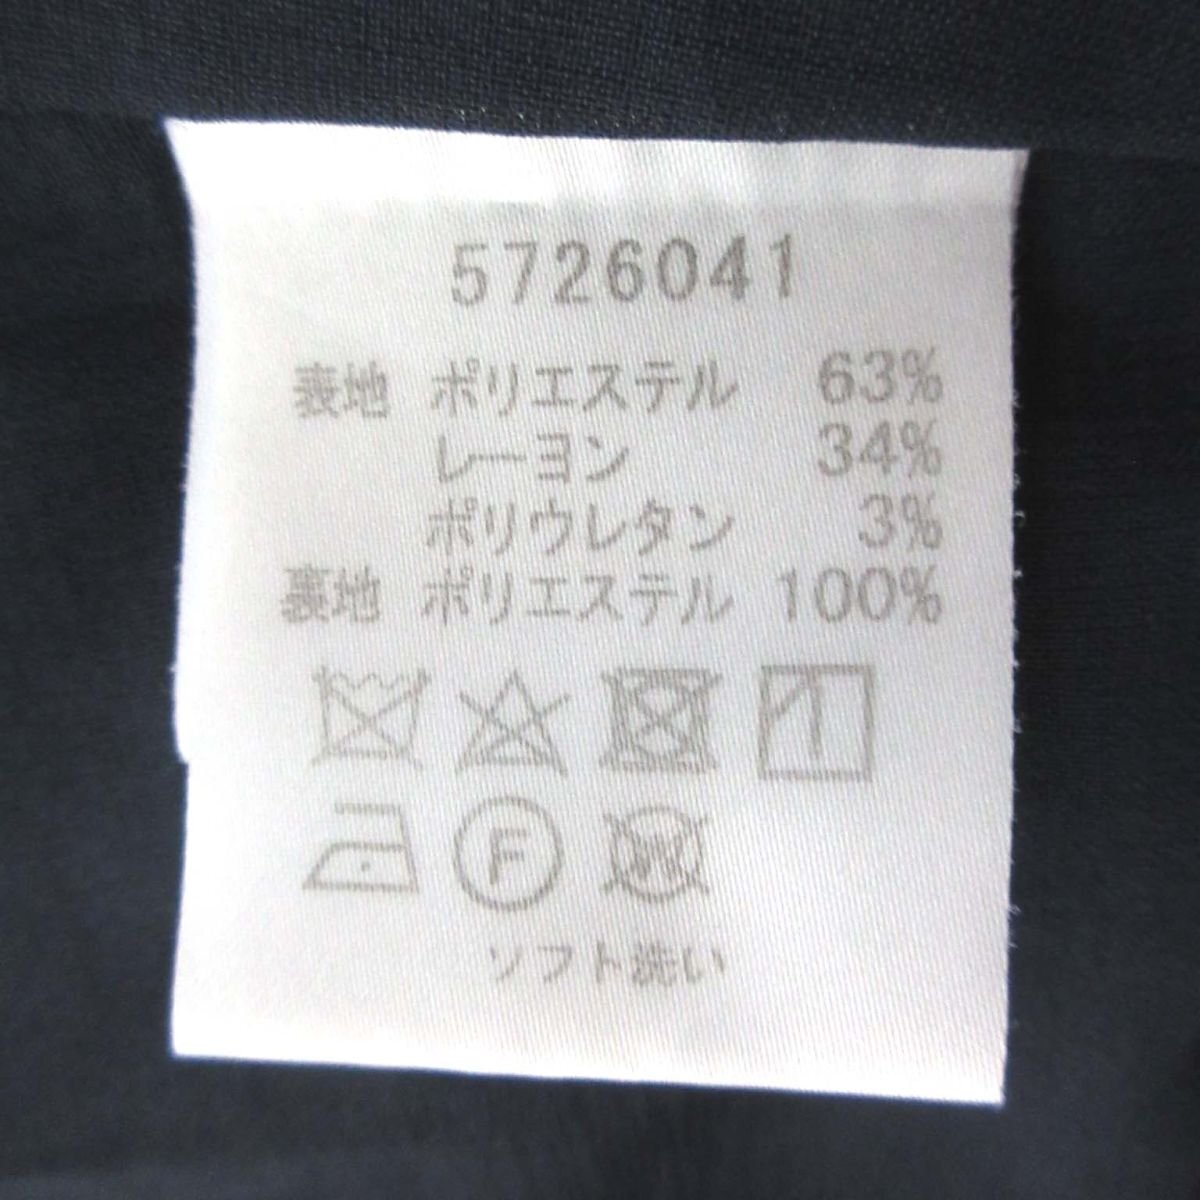 5726041
表地 ポリエステル 63%
レーヨン 34%
ポリウレタン 3%
裏地 ポリエステル 100%
F W
ソフト洗い